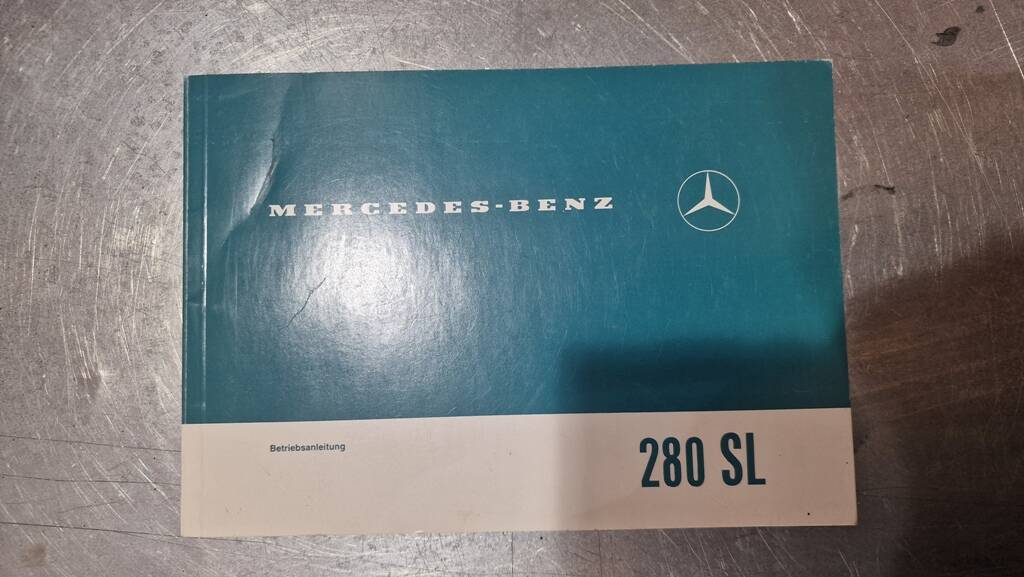 MERCEDES-BENZ
Betriebsanleitung
280 SL